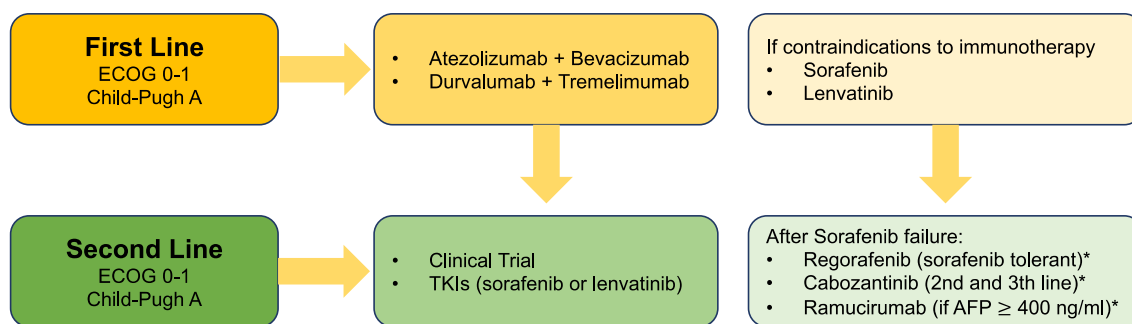 First Line
ECOG 0-1
Child-Pugh A
• Atezolizumab + Bevacizumab
• Durvalumab + Tremelimumab
If contraindications to immunotherapy
• Sorafenib
• Lenvatinib
Second Line
ECOG 0-1
Child-Pugh A
• Clinical Trial
• TKIs (sorafenib or lenvatinib)
After Sorafenib failure:
• Regorafenib (sorafenib tolerant)*
• Cabozantinib (2nd and 3th line)*
• Ramucirumab (if AFP ≥ 400 ng/ml)*